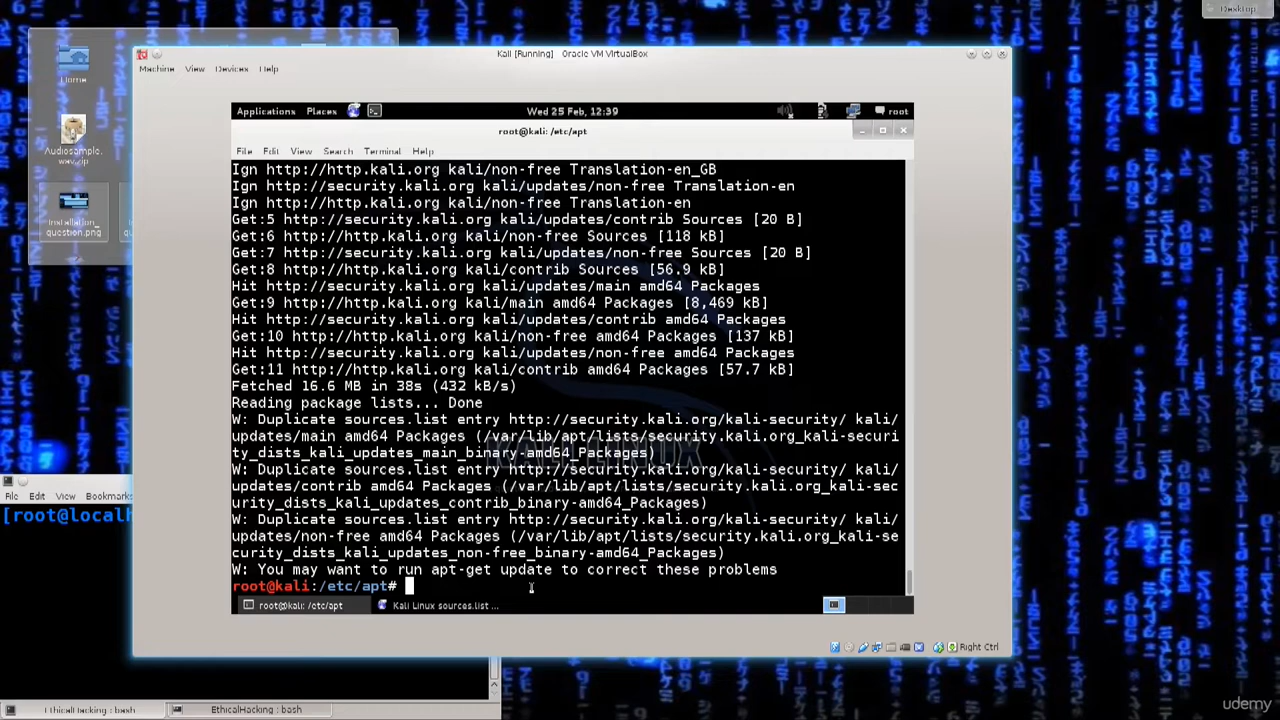 Desktop
Kali [Running] - Oracle VM VirtualBox
Machine View Devices Help
Home
Audiosample.
wav.zip
Installation_
question.png
Applications Places Wed 25 Feb, 12:39 root
root@kali: /etc/apt
File Edit View Search Terminal Help
Ign http://http.kali.org kali/non-free Translation-en_GB
Ign http://security.kali.org kali/updates/non-free Translation-en
Ign http://http.kali.org kali/non-free Translation-en
Get:5 http://security.kali.org kali/updates/contrib Sources [20 B]
Get:6 http://http.kali.org kali/non-free Sources [118 kB]
Get:7 http://security.kali.org kali/updates/non-free Sources [20 B]
Get:8 http://http.kali.org kali/contrib Sources [56.9 kB]
Hit http://security.kali.org kali/updates/main amd64 Packages
Get:9 http://http.kali.org kali/main amd64 Packages [8,469 kB]
Hit http://security.kali.org kali/updates/contrib amd64 Packages
Get:10 http://http.kali.org kali/non-free amd64 Packages [137 kB]
Hit http://security.kali.org kali/updates/non-free amd64 Packages
Get:11 http://http.kali.org kali/contrib amd64 Packages [57.7 kB]
Fetched 16.6 MB in 38s (432 kB/s)
Reading package lists... Done
W: Duplicate sources.list entry http://security.kali.org/kali-security/ kali/
updates/main amd64 Packages (/var/lib/apt/lists/security.kali.org_kali-securi
ty_dists_kali_updates_main_binary-amd64_Packages)
W: Duplicate sources.list entry http://security.kali.org/kali-security/ kali/
updates/contrib amd64 Packages (/var/lib/apt/lists/security.kali.org_kali-sec
urity_dists_kali_updates_contrib_binary-amd64_Packages)
W: Duplicate sources.list entry http://security.kali.org/kali-security/ kali/
updates/non-free amd64 Packages (/var/lib/apt/lists/security.kali.org_kali-se
curity_dists_kali_updates_non-free_binary-amd64_Packages)
W: You may want to run apt-get update to correct these problems
root@kali:/etc/apt#
root@kali: /etc/apt Kali Linux sources.list ...
Right Ctrl
File Edit View Bookmarks
[root@localh
EthicalHacking : bash EthicalHacking : bash
udemy